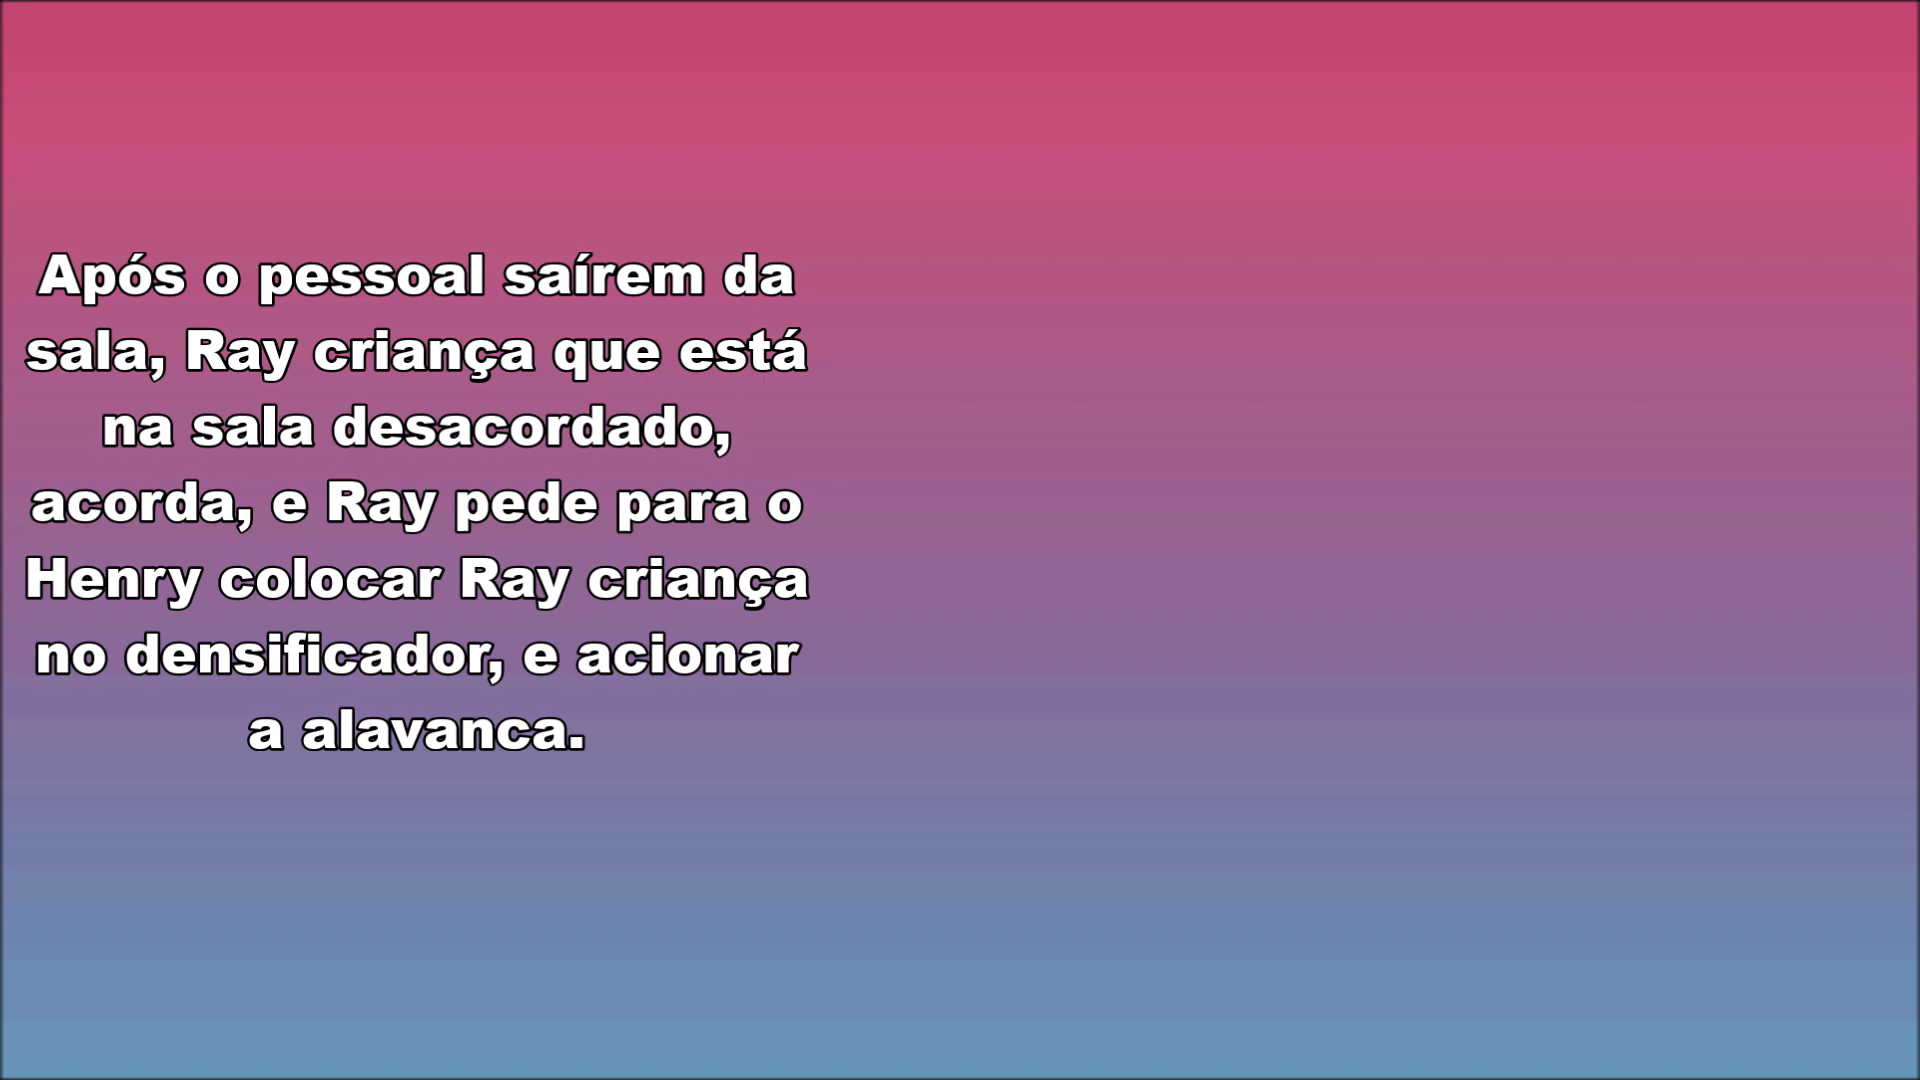 Após o pessoal saírem da
sala, Ray criança que está
na sala desacordado,
acorda, e Ray pede para o
Henry colocar Ray criança
no densificador, e acionar
a alavanca.